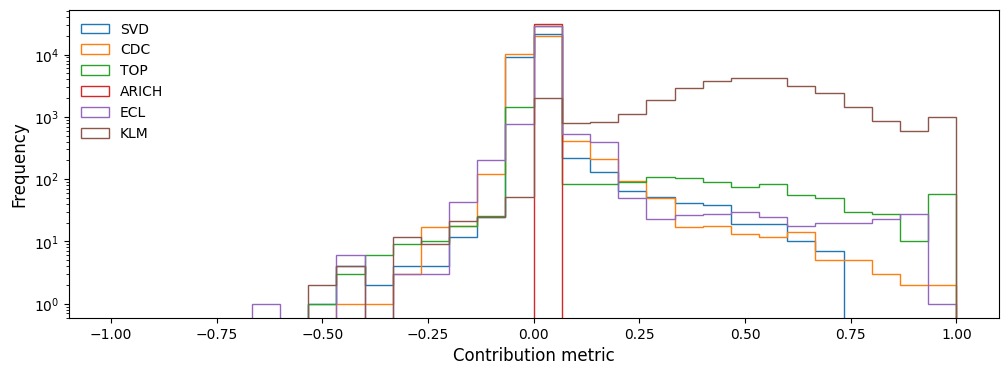 SVD
CDC
TOP
ARICH
ECL
KLM
Frequency
10⁴
10³
10²
10¹
10⁰
−1.00 −0.75 −0.50 −0.25 0.00 0.25 0.50 0.75 1.00
Contribution metric